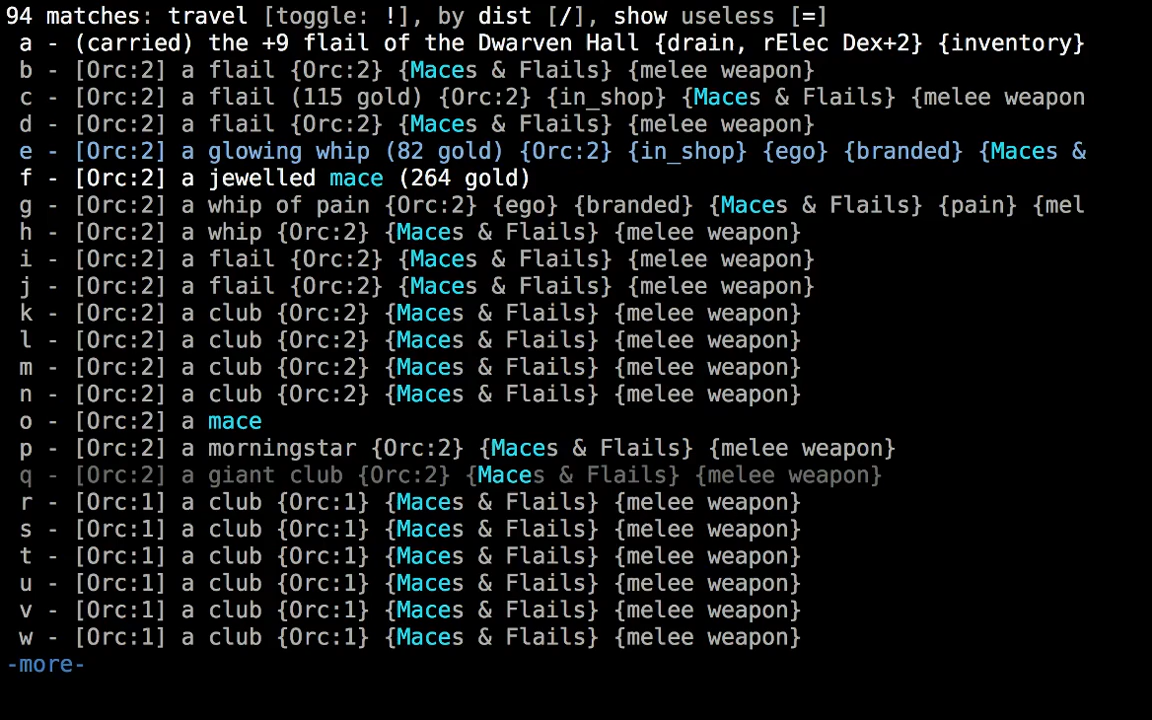 94 matches: travel [toggle: !], by dist [/], show useless [=]
a - (carried) the +9 flail of the Dwarven Hall {drain, rElec Dex+2} {inventory}
b - [Orc:2] a flail {Orc:2} {Maces & Flails} {melee weapon}
c - [Orc:2] a flail (115 gold) {Orc:2} {in_shop} {Maces & Flails} {melee weapon
d - [Orc:2] a flail {Orc:2} {Maces & Flails} {melee weapon}
e - [Orc:2] a glowing whip (82 gold) {Orc:2} {in_shop} {ego} {branded} {Maces &
f - [Orc:2] a jewelled mace (264 gold)
g - [Orc:2] a whip of pain {Orc:2} {ego} {branded} {Maces & Flails} {pain} {mel
h - [Orc:2] a whip {Orc:2} {Maces & Flails} {melee weapon}
i - [Orc:2] a flail {Orc:2} {Maces & Flails} {melee weapon}
j - [Orc:2] a flail {Orc:2} {Maces & Flails} {melee weapon}
k - [Orc:2] a club {Orc:2} {Maces & Flails} {melee weapon}
l - [Orc:2] a club {Orc:2} {Maces & Flails} {melee weapon}
m - [Orc:2] a club {Orc:2} {Maces & Flails} {melee weapon}
n - [Orc:2] a club {Orc:2} {Maces & Flails} {melee weapon}
o - [Orc:2] a mace
p - [Orc:2] a morningstar {Orc:2} {Maces & Flails} {melee weapon}
q - [Orc:2] a giant club {Orc:2} {Maces & Flails} {melee weapon}
r - [Orc:1] a club {Orc:1} {Maces & Flails} {melee weapon}
s - [Orc:1] a club {Orc:1} {Maces & Flails} {melee weapon}
t - [Orc:1] a club {Orc:1} {Maces & Flails} {melee weapon}
u - [Orc:1] a club {Orc:1} {Maces & Flails} {melee weapon}
v - [Orc:1] a club {Orc:1} {Maces & Flails} {melee weapon}
w - [Orc:1] a club {Orc:1} {Maces & Flails} {melee weapon}
-more-